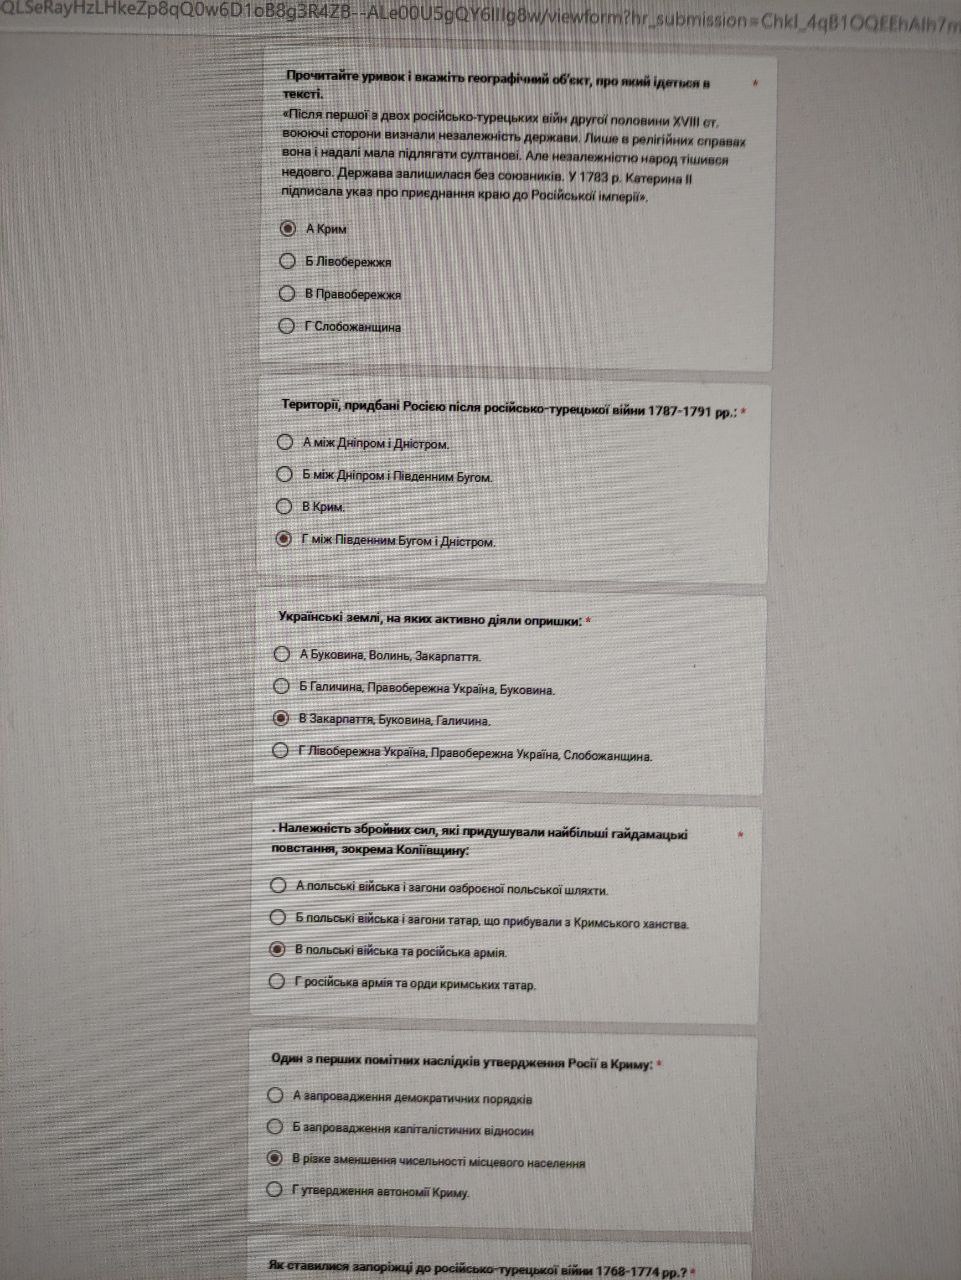 QLSeRayHzLHkeZp8qQ0w6D1oB8g3R4ZB--ALe00U5gQY6IIIg8w/viewform?hr_submission=ChkI_4qB1OQEEhAIh7m
Прочитайте уривок і вкажіть географічний об'єкт, про який ідеться в *
тексті.
«Після першої з двох російсько-турецьких війн другої половини XVIII ст.
воюючі сторони визнали незалежність держави. Лише в релігійних справах
вона і надалі мала підлягати султанові. Але незалежністю народ тішився
недовго. Держава залишилася без союзників. У 1783 р. Катерина II
підписала указ про приєднання краю до Російської імперії».
А Крим
Б Лівобережжя
В Правобережжя
Г Слобожанщина
Території, придбані Росією після російсько-турецької війни 1787-1791 рр.: *
А між Дніпром і Дністром.
Б між Дніпром і Південним Бугом.
В Крим.
Г між Південним Бугом і Дністром.
Українські землі, на яких активно діяли опришки: *
А Буковина, Волинь, Закарпаття.
Б Галичина, Правобережна Україна, Буковина.
В Закарпаття, Буковина, Галичина.
Г Лівобережна Україна, Правобережна Україна, Слобожанщина.
. Належність збройних сил, які придушували найбільші гайдамацькі *
повстання, зокрема Коліївщину:
А польські війська і загони озброєної польської шляхти.
Б польські війська і загони татар, що прибували з Кримського ханства.
В польські війська та російська армія.
Г російська армія та орди кримських татар.
Один з перших помітних наслідків утвердження Росії в Криму: *
А запровадження демократичних порядків
Б запровадження капіталістичних відносин
В різке зменшення чисельності місцевого населення
Г утвердження автономії Криму.
Як ставилися запоріжці до російсько-турецької війни 1768-1774 рр.? *